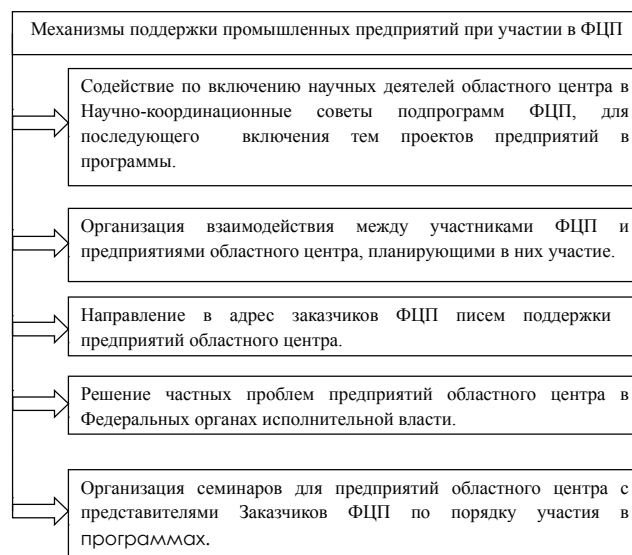 Механизмы поддержки промышленных предприятий при участии в ФЦП
Содействие по включению научных деятелей областного центра в
Научно-координационные советы подпрограмм ФЦП, для
последующего включения тем проектов предприятий в
программы.
Организация взаимодействия между участниками ФЦП и
предприятиями областного центра, планирующими в них участие.
Направление в адрес заказчиков ФЦП писем поддержки
предприятий областного центра.
Решение частных проблем предприятий областного центра в
Федеральных органах исполнительной власти.
Организация семинаров для предприятий областного центра с
представителями Заказчиков ФЦП по порядку участия в
программах.